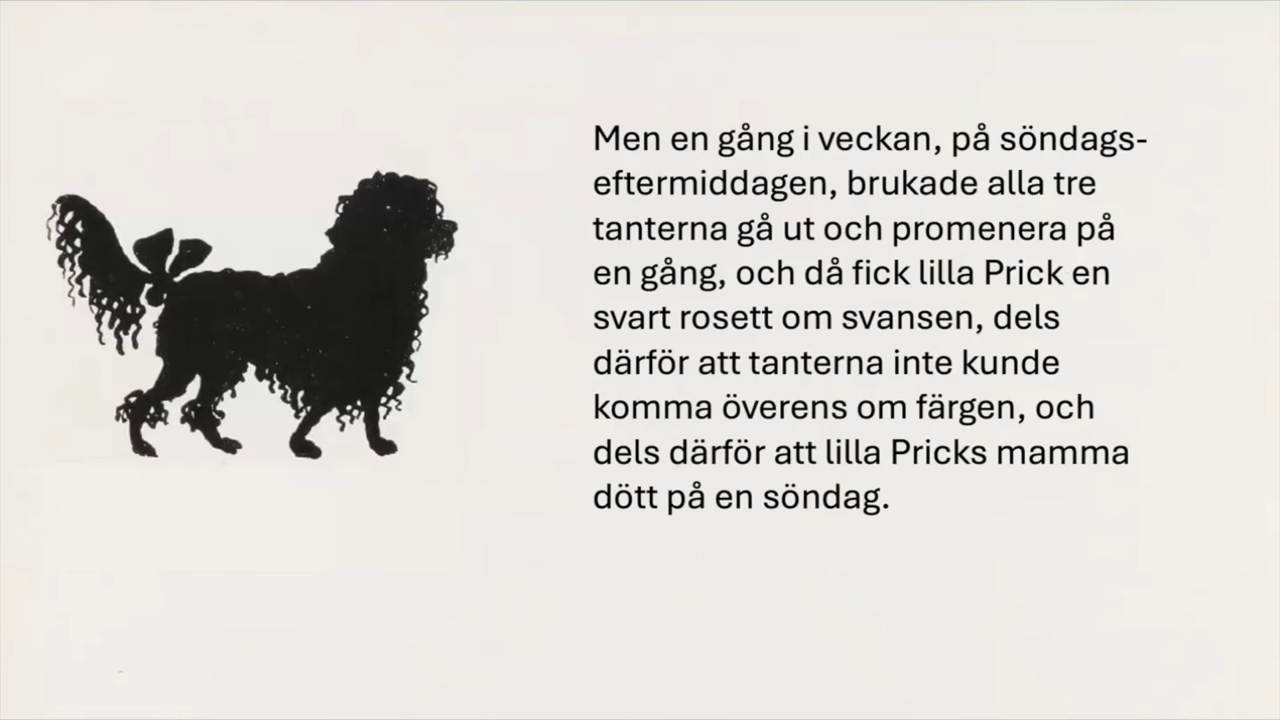 Men en gång i veckan, på söndags-
eftermiddagen, brukade alla tre
tanterna gå ut och promenera på
en gång, och då fick lilla Prick en
svart rosett om svansen, dels
därför att tanterna inte kunde
komma överens om färgen, och
dels därför att lilla Pricks mamma
dött på en söndag.